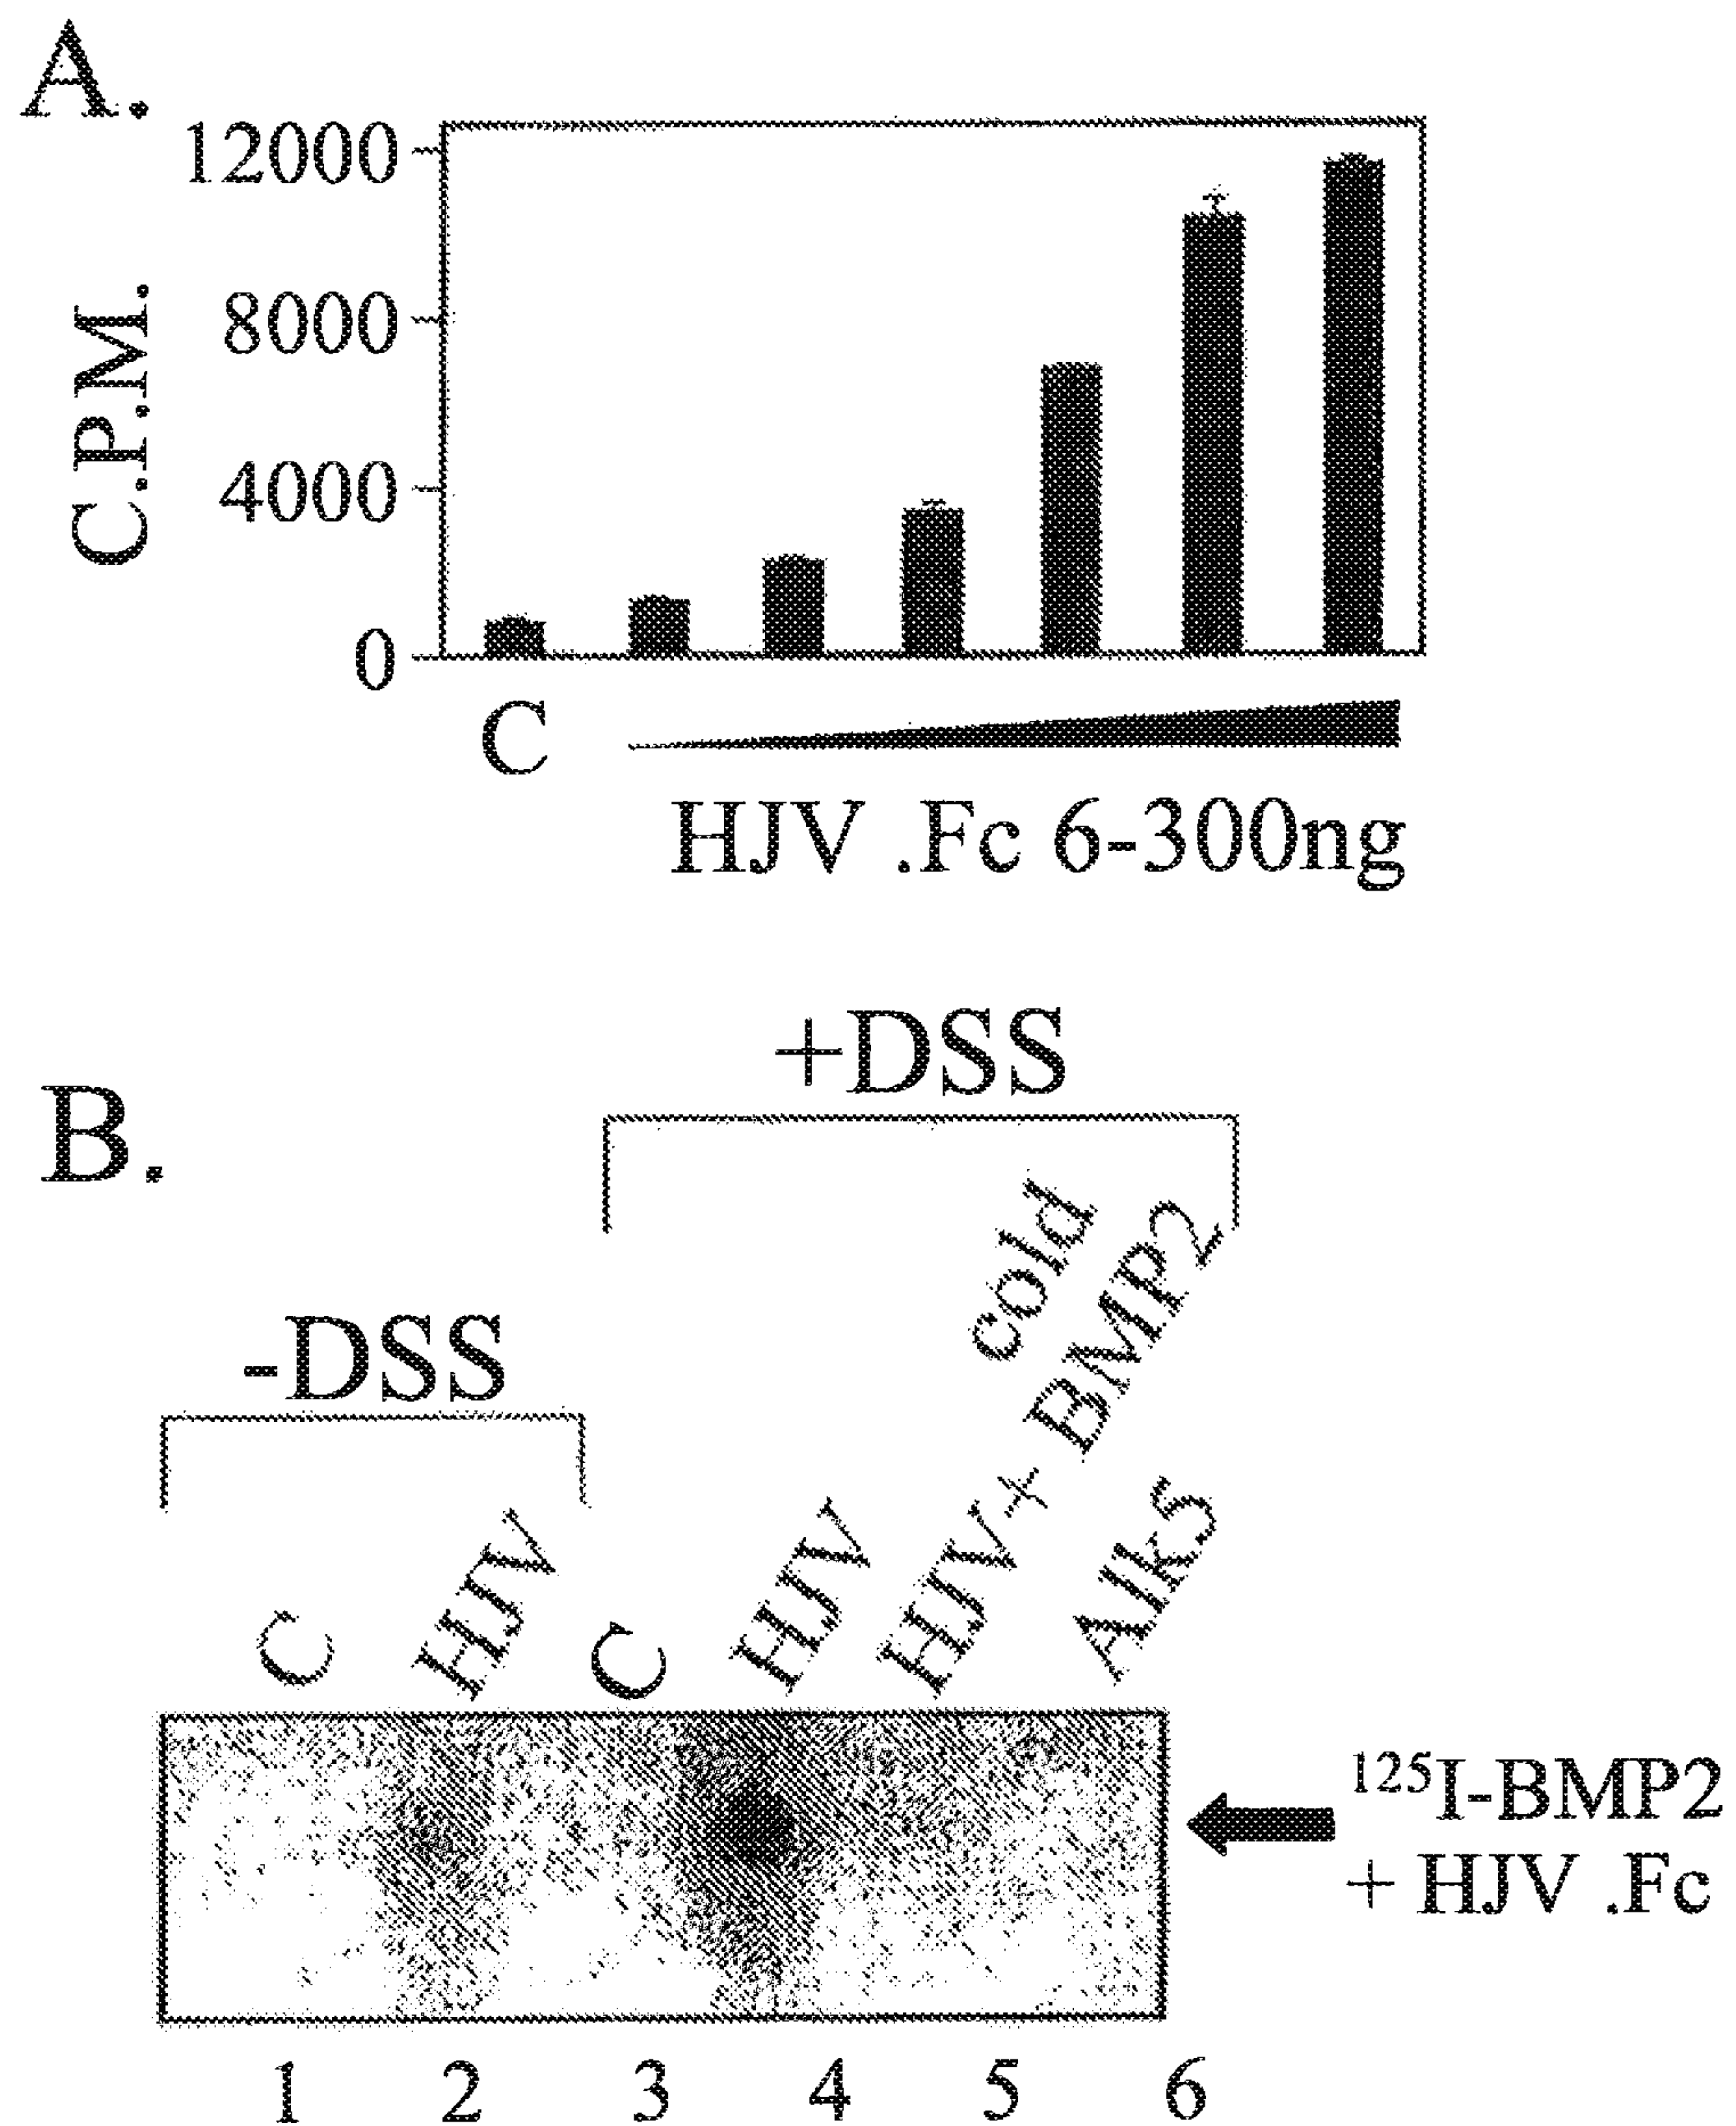 A.
12000
8000
4000
0
C.P.M.
C
HJV .Fc 6-300ng
B.
+DSS
-DSS
C
HJV
C
HJV
HJV+ cold BMP2
Alk5
125I-BMP2
+ HJV .Fc
1 2 3 4 5 6